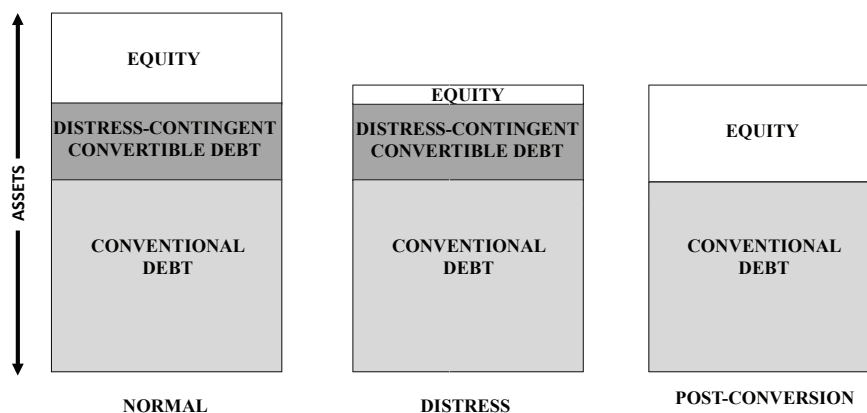 ASSETS
EQUITY
DISTRESS-CONTINGENT
CONVERTIBLE DEBT
CONVENTIONAL
DEBT
NORMAL
EQUITY
DISTRESS-CONTINGENT
CONVERTIBLE DEBT
CONVENTIONAL
DEBT
DISTRESS
EQUITY
CONVENTIONAL
DEBT
POST-CONVERSION